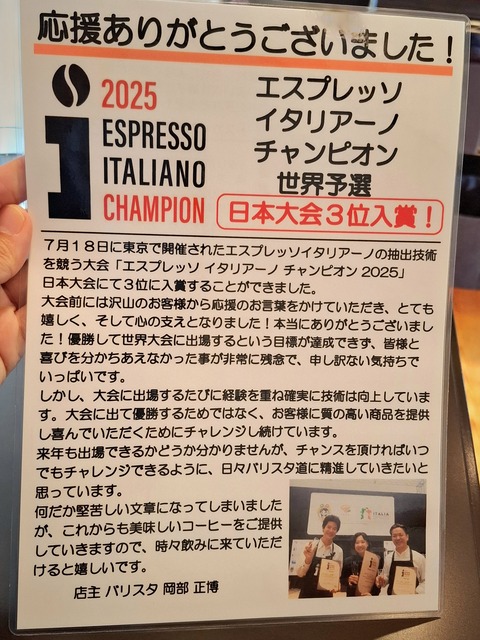 応援ありがとうございました!
2025
ESPRESSO
ITALIANO
CHAMPION
エスプレッソ
イタリアーノ
チャンピオン
世界予選
日本大会3位入賞!
7月18日に東京で開催されたエスプレッソイタリアーノの抽出技術
を競う大会「エスプレッソ イタリアーノ チャンピオン 2025」
日本大会にて3位に入賞することができました。
大会前には沢山のお客様から応援のお言葉をかけていただき、とても
嬉しく、そして心の支えとなりました!本当にありがとうございまし
た!優勝して世界大会に出場するという目標が達成できず、皆様と
喜びを分かちあえなかった事が非常に残念で、申し訳ない気持ちで
いっぱいです。
しかし、大会に出場するたびに経験を重ね確実に技術は向上していま
す。大会に出て優勝するためではなく、お客様に質の高い商品を提供
し喜んでいただくためにチャレンジし続けています。
来年も出場できるかどうか分かりませんが、チャンスを頂ければいつ
でもチャレンジできるように、日々バリスタ道に精進していきたいと
思っています。
何だか堅苦しい文章になってしまいました
が、これからも美味しいコーヒーをご提供
していきますので、時々飲みに来ていただ
けると嬉しいです。
店主 バリスタ 岡部 正博
ITALIA